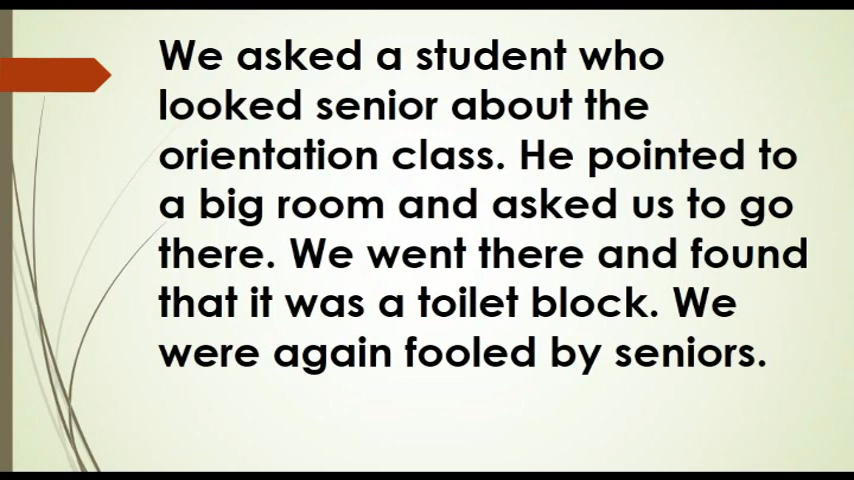 We asked a student who
looked senior about the
orientation class. He pointed to
a big room and asked us to go
there. We went there and found
that it was a toilet block. We
were again fooled by seniors.